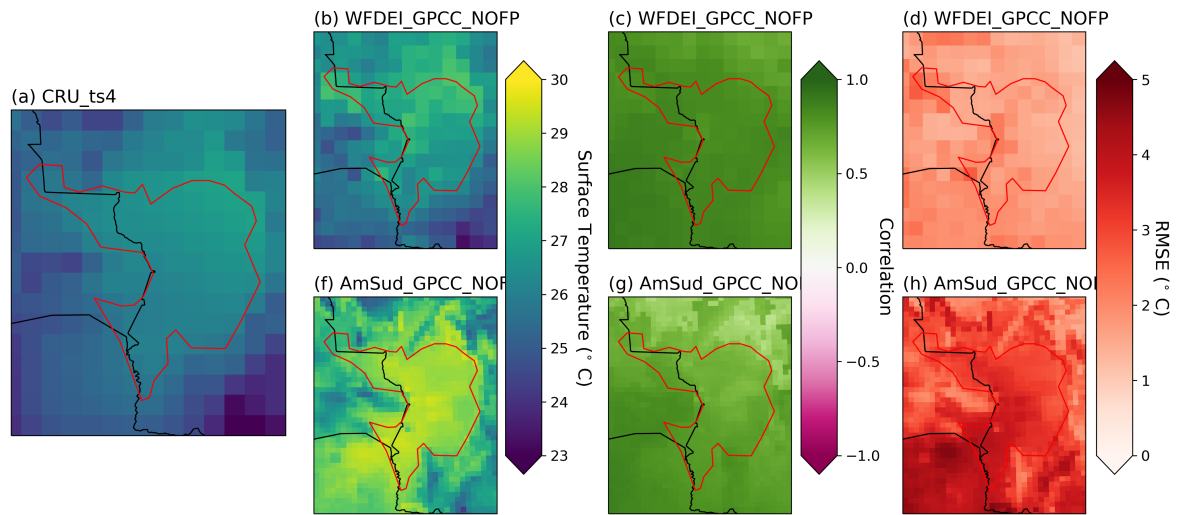 (a) CRU_ts4
(b) WFDEI_GPCC_NOFP
30
29
28
27
26
25
24
23
Surface Temperature (° C)
(c) WFDEI_GPCC_NOFP
1.0
0.5
0.0
−0.5
−1.0
Correlation
(d) WFDEI_GPCC_NOFP
5
4
3
2
1
0
RMSE (° C)
(f) AmSud_GPCC_NOF
(g) AmSud_GPCC_NO
(h) AmSud_GPCC_NO